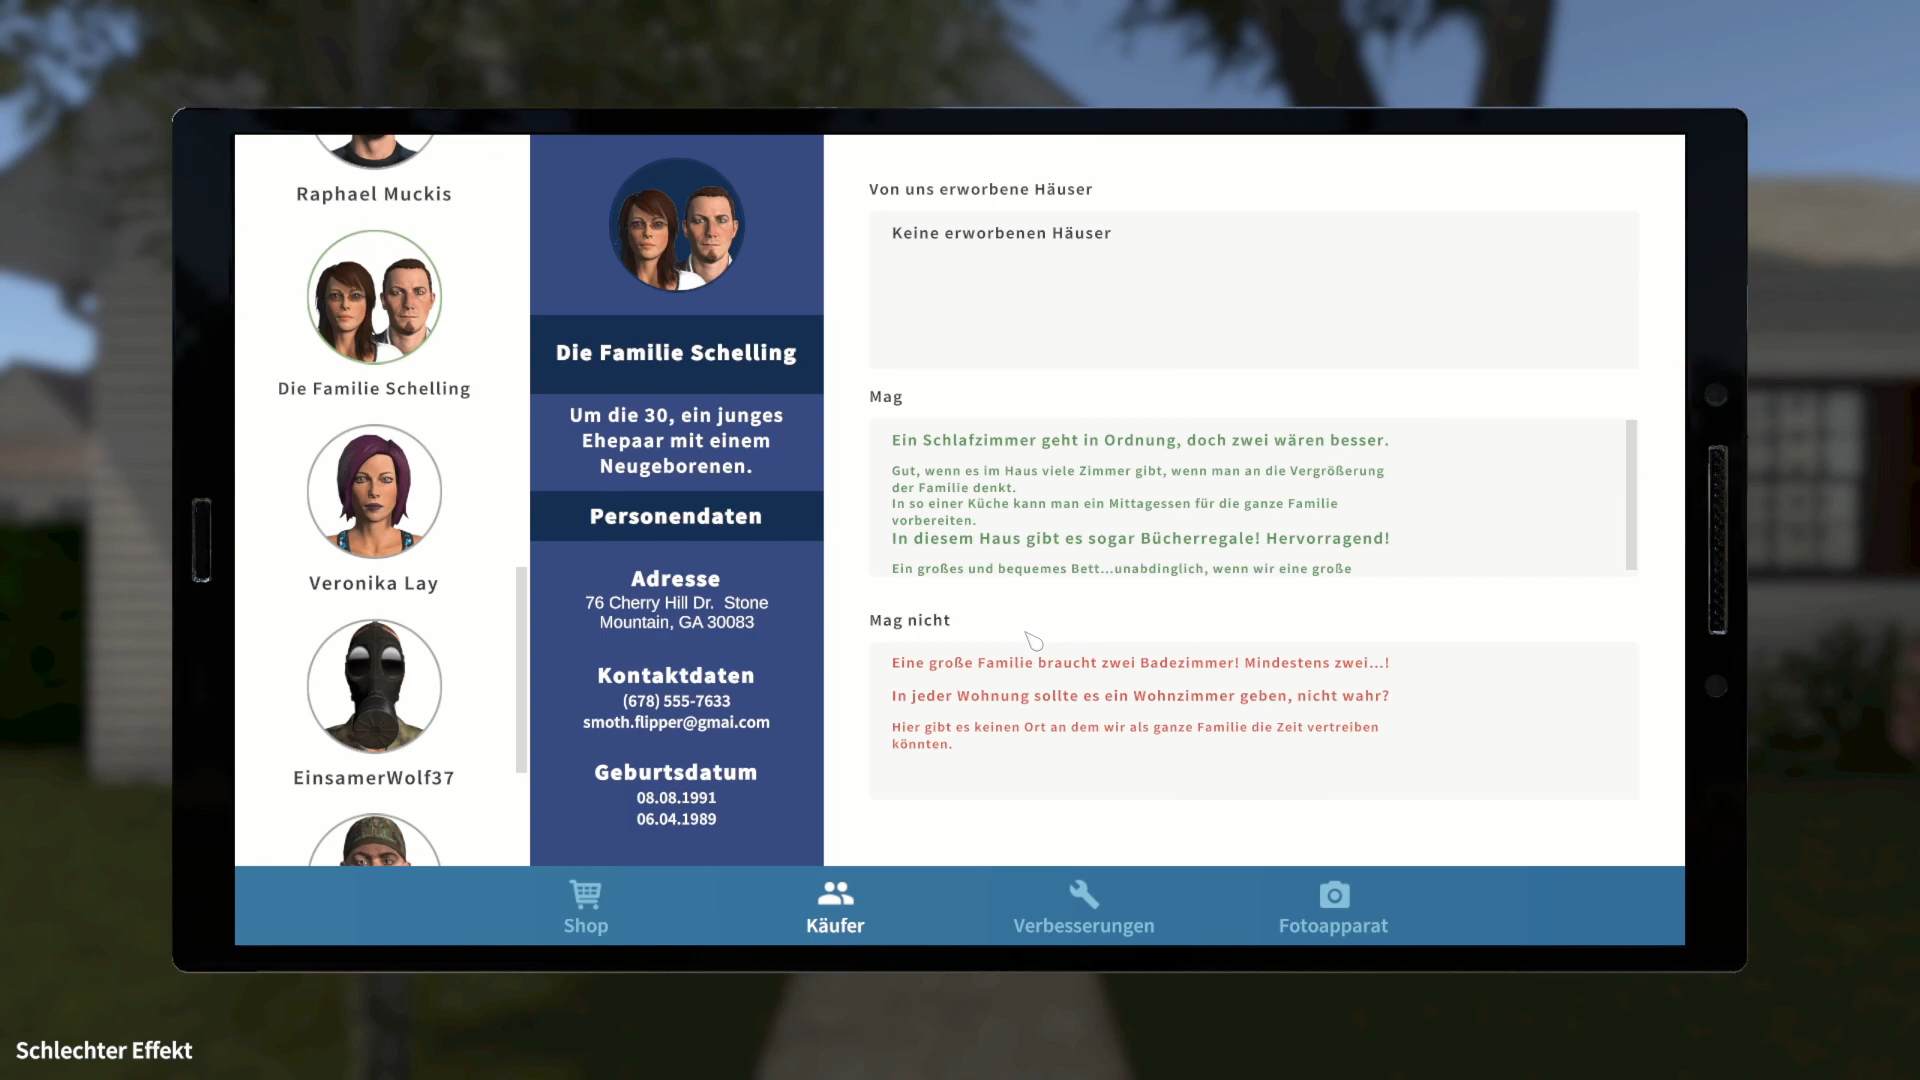 Raphael Muckis
Die Familie Schelling
Veronika Lay
EinsamerWolf37
Die Familie Schelling
Um die 30, ein junges
Ehepaar mit einem
Neugeborenen.
Personendaten
Adresse
76 Cherry Hill Dr. Stone
Mountain, GA 30083
Kontaktdaten
(678) 555-7633
smoth.flipper@gmai.com
Geburtsdatum
08.08.1991
06.04.1989
Von uns erworbene Häuser
Keine erworbenen Häuser
Mag
Ein Schlafzimmer geht in Ordnung, doch zwei wären besser.
Gut, wenn es im Haus viele Zimmer gibt, wenn man an die Vergrößerung
der Familie denkt.
In so einer Küche kann man ein Mittagessen für die ganze Familie
vorbereiten.
In diesem Haus gibt es sogar Bücherregale! Hervorragend!
Ein großes und bequemes Bett...unabdinglich, wenn wir eine große
Mag nicht
Eine große Familie braucht zwei Badezimmer! Mindestens zwei...!
In jeder Wohnung sollte es ein Wohnzimmer geben, nicht wahr?
Hier gibt es keinen Ort an dem wir als ganze Familie die Zeit vertreiben
könnten.
Shop
Käufer
Verbesserungen
Fotoapparat
Schlechter Effekt